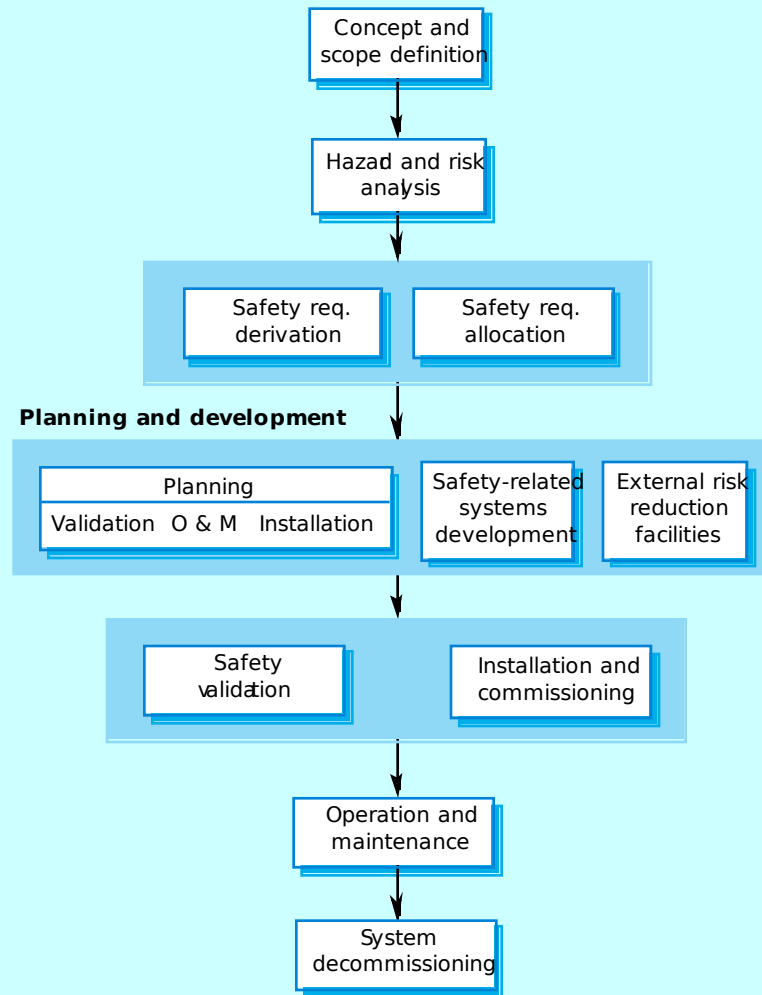 Concept and
scope definition
Hazard and risk
analysis
Safety req.
derivation
Safety req.
allocation
Planning and development
Planning
Validation O & M Installation
Safety-related
systems
development
External risk
reduction
facilities
Safety
validation
Installation and
commissioning
Operation and
maintenance
System
decommissioning